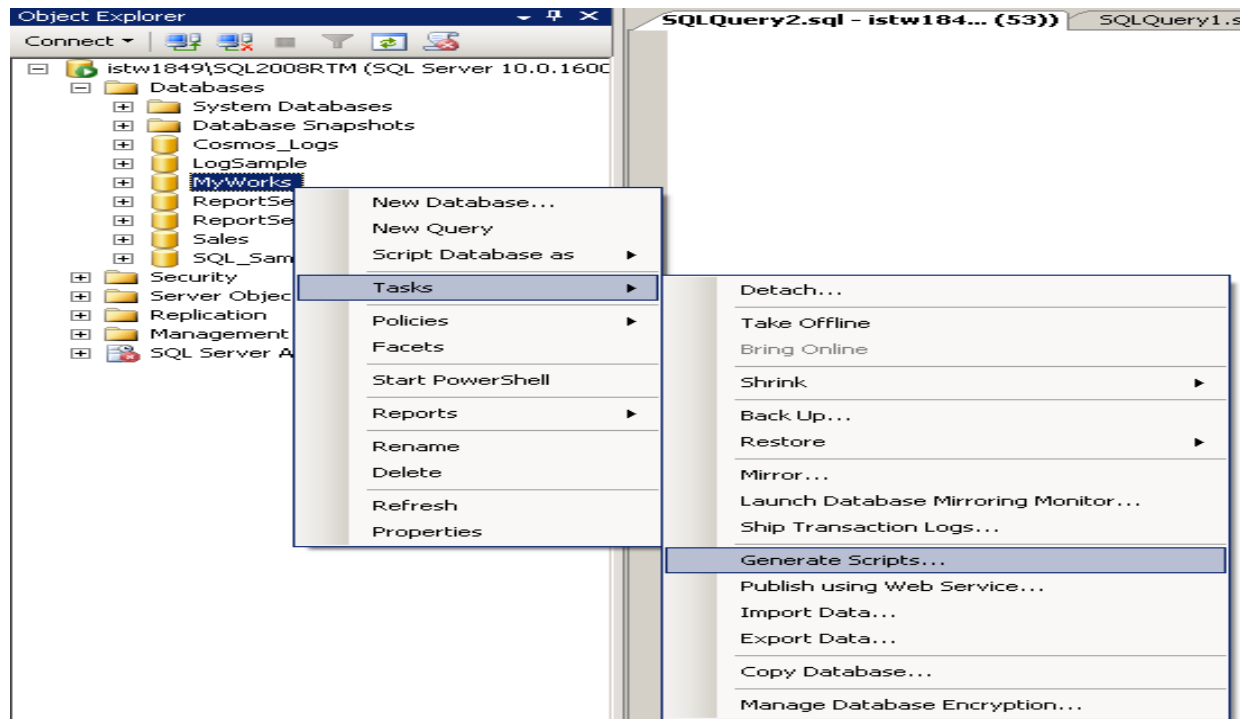 Object Explorer
SQLQuery2.sql - istw184... (53))
SQLQuery1.s
Connect
istw1849\SQL2008RTM (SQL Server 10.0.1600
Databases
System Databases
Database Snapshots
Cosmos_Logs
LogSample
MyWorks
ReportSe
ReportSe
Sales
SQL_Sam
Security
Server Objec
Replication
Management
SQL Server A
New Database...
New Query
Script Database as
Tasks
Policies
Facets
Start PowerShell
Reports
Rename
Delete
Refresh
Properties
Detach...
Take Offline
Bring Online
Shrink
Back Up...
Restore
Mirror...
Launch Database Mirroring Monitor...
Ship Transaction Logs...
Generate Scripts...
Publish using Web Service...
Import Data...
Export Data...
Copy Database...
Manage Database Encryption...